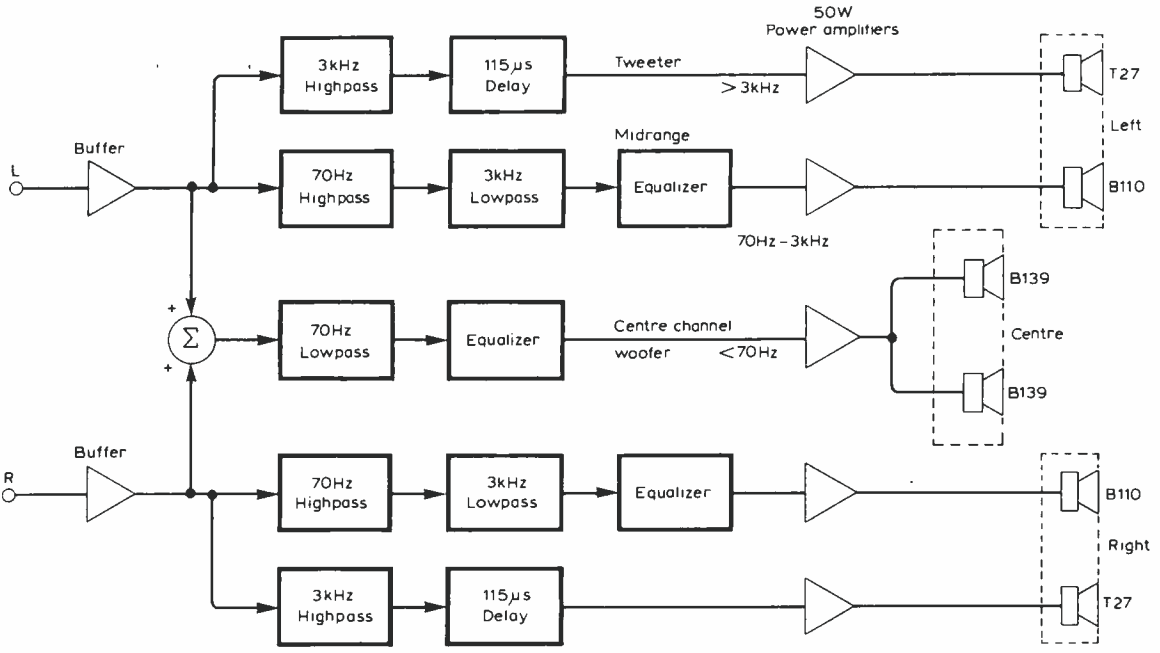 50W
Power amplifiers
3kHz
Highpass
115µs
Delay
Tweeter
>3kHz
T27
Left
Buffer
L
70Hz
Highpass
3kHz
Lowpass
Midrange
Equalizer
70Hz-3kHz
B110
+
Σ
+
70Hz
Lowpass
Equalizer
Centre channel
woofer <70Hz
B139
Centre
B139
Buffer
R
70Hz
Highpass
3kHz
Lowpass
Equalizer
B110
Right
3kHz
Highpass
115µs
Delay
T27